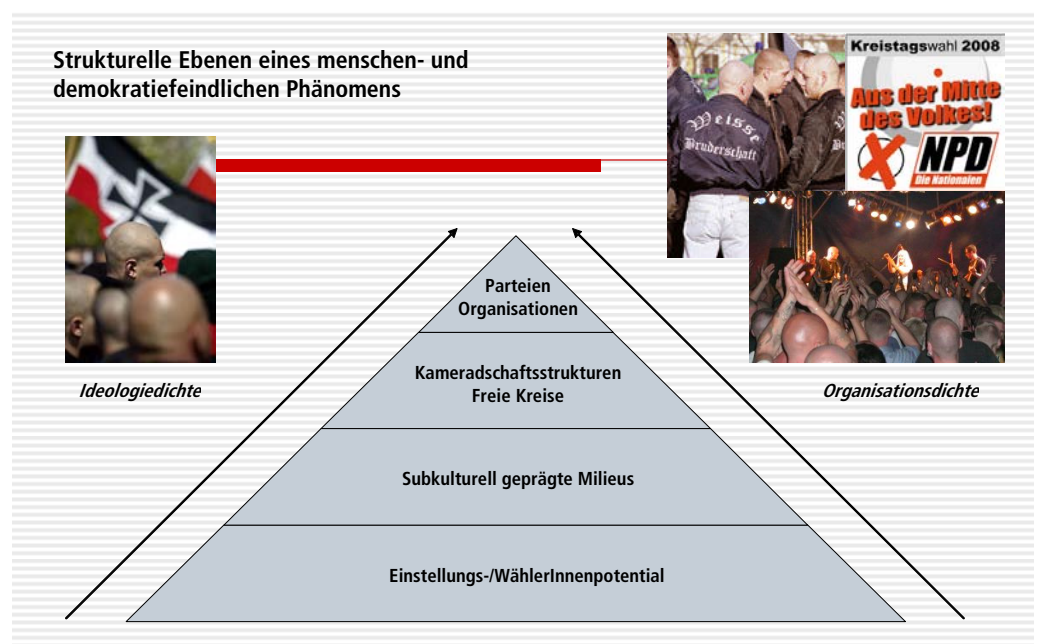 Strukturelle Ebenen eines menschen- und
demokratiefeindlichen Phänomens
Weisse
Bruderschaft
Kreistagswahl 2008
Aus der Mitte
des Volkes!
NPD
Die Nationalen
Ideologiedichte
Organisationsdichte
Parteien
Organisationen
Kameradschaftsstrukturen
Freie Kreise
Subkulturell geprägte Milieus
Einstellungs-/WählerInnenpotential